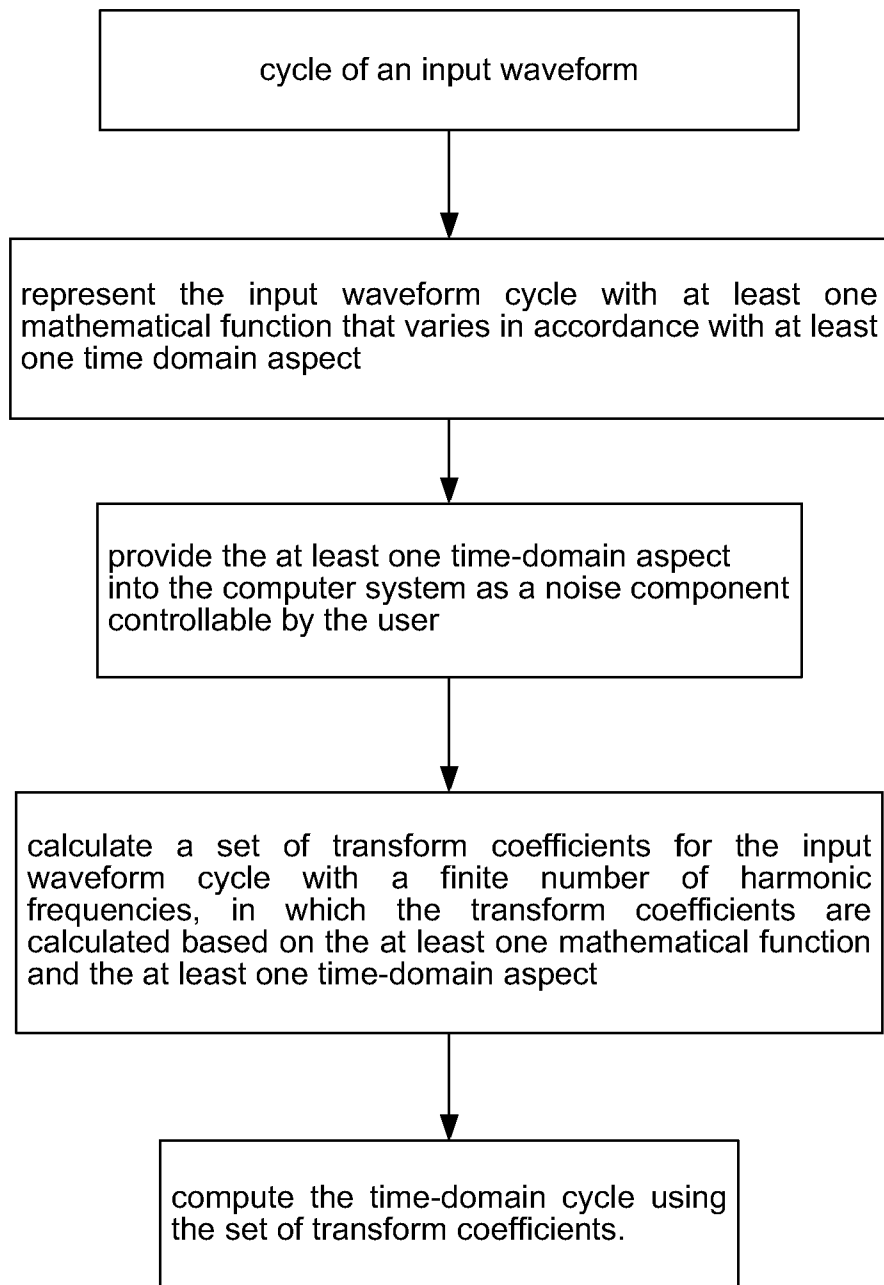 cycle of an input waveform
represent the input waveform cycle with at least one
mathematical function that varies in accordance with at least
one time domain aspect
provide the at least one time-domain aspect
into the computer system as a noise component
controllable by the user
calculate a set of transform coefficients for the input
waveform cycle with a finite number of harmonic
frequencies, in which the transform coefficients are
calculated based on the at least one mathematical function
and the at least one time-domain aspect
compute the time-domain cycle using
the set of transform coefficients.